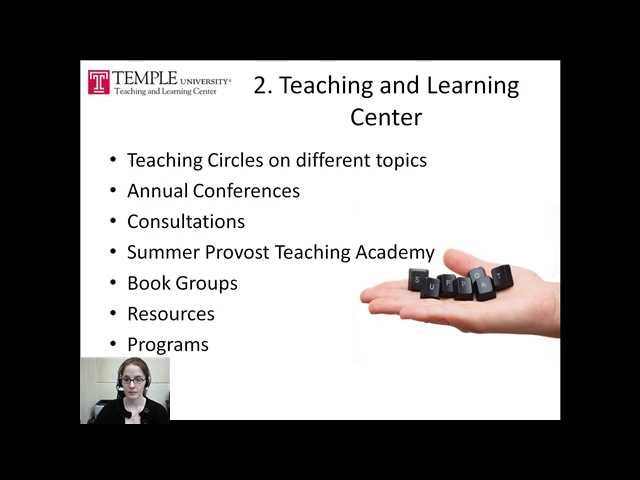 TEMPLE UNIVERSITY®
Teaching and Learning Center
2. Teaching and Learning
Center
• Teaching Circles on different topics
• Annual Conferences
• Consultations
• Summer Provost Teaching Academy
• Book Groups
• Resources
• Programs
SUPPORT